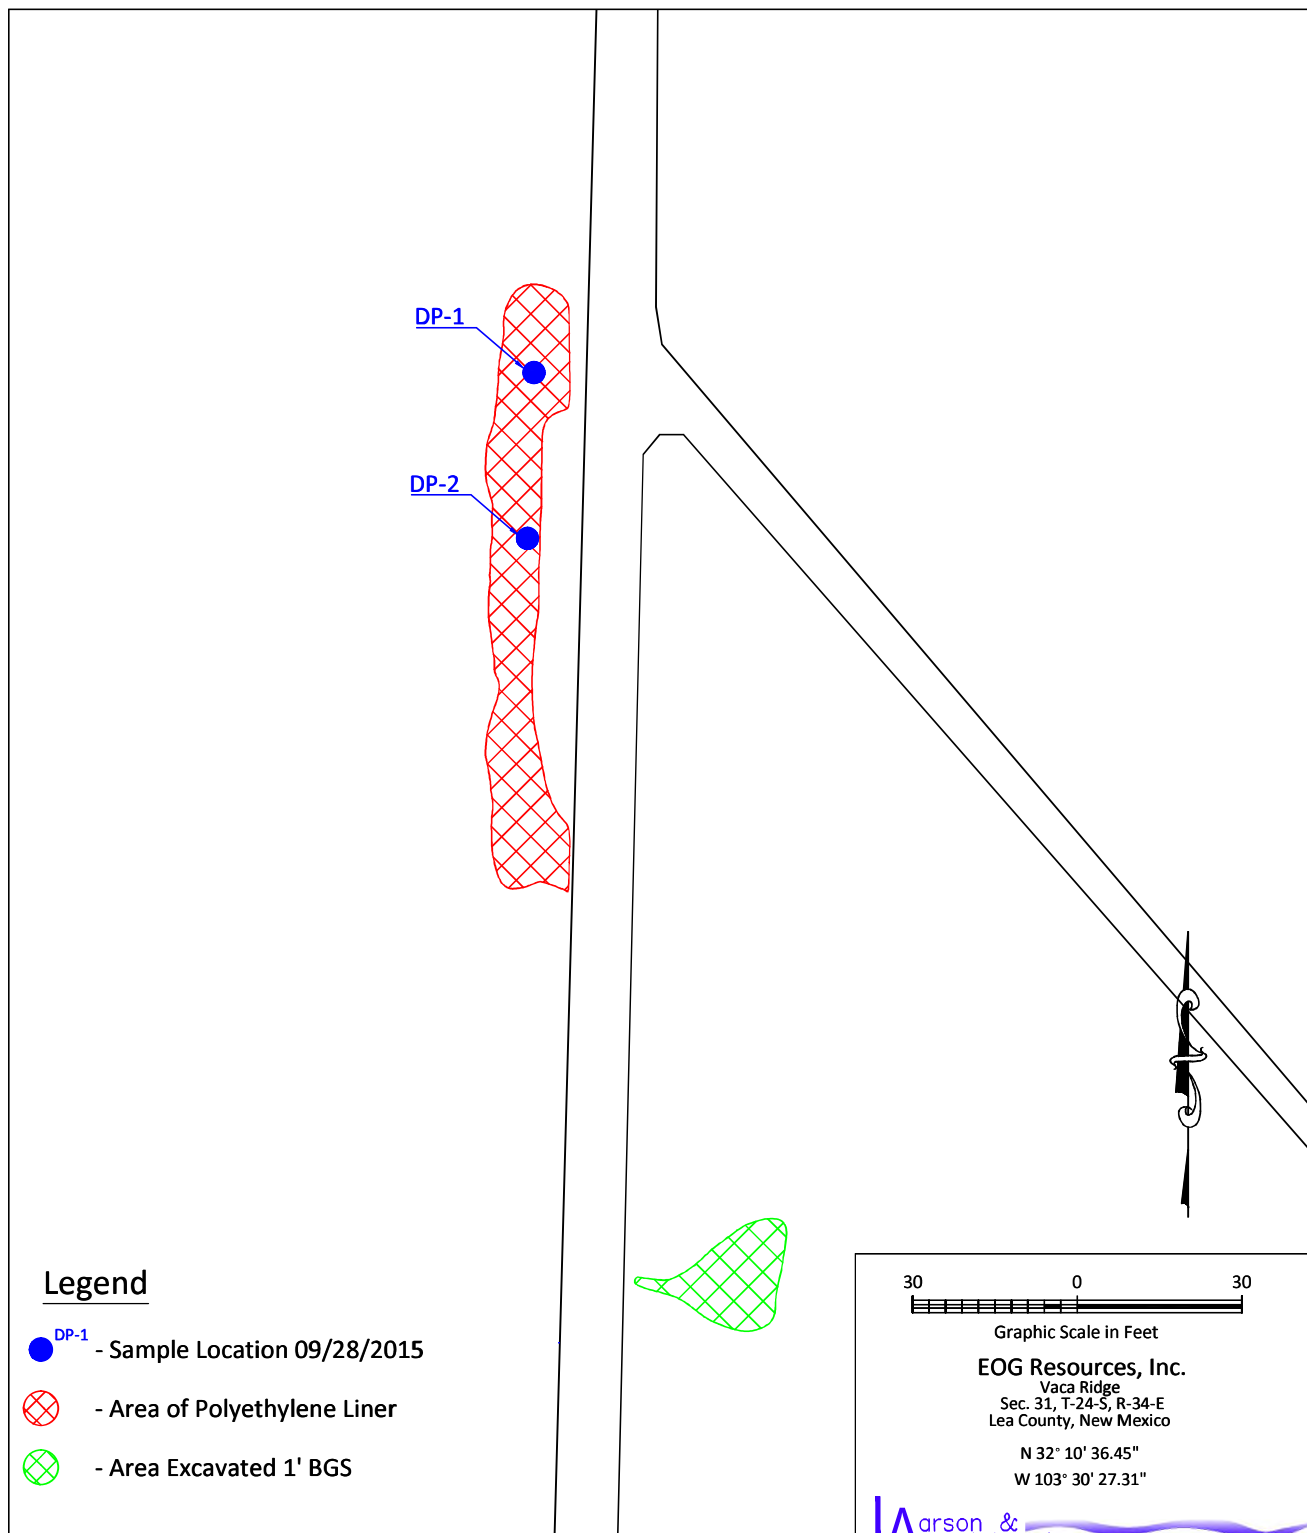 DP-1
DP-2
Legend
DP-1 - Sample Location 09/28/2015
- Area of Polyethylene Liner
- Area Excavated 1' BGS
30 0 30
Graphic Scale in Feet
EOG Resources, Inc.
Vaca Ridge
Sec. 31, T-24-S, R-34-E
Lea County, New Mexico
N 32° 10' 36.45"
W 103° 30' 27.31"
Larson &